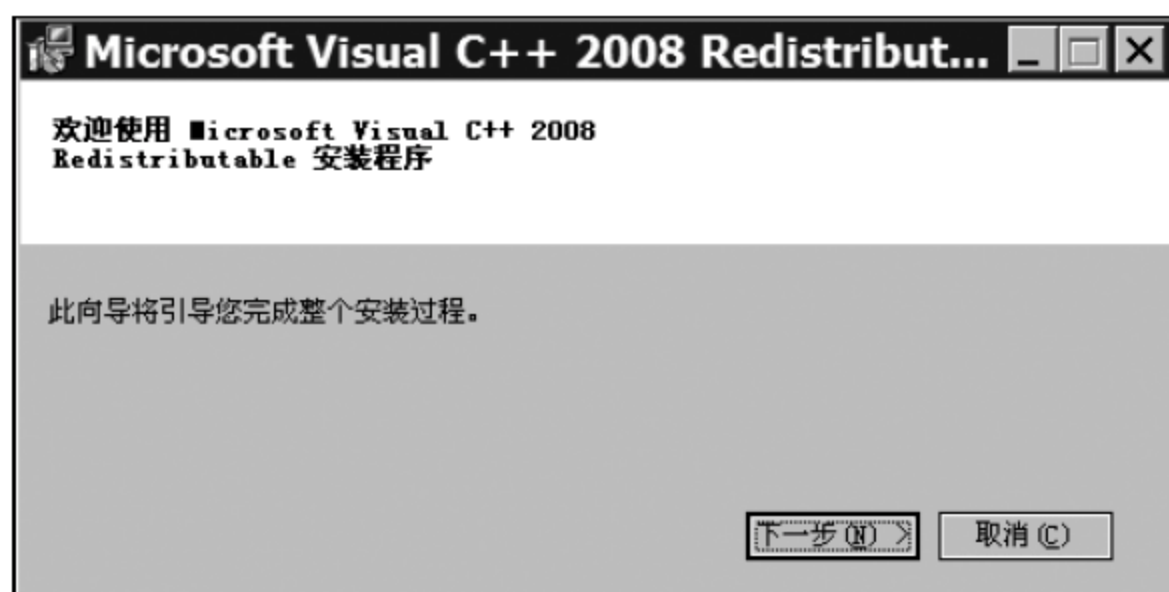 Microsoft Visual C++ 2008 Redistribut...
欢迎使用 Microsoft Visual C++ 2008
Redistributable 安装程序
此向导将引导您完成整个安装过程。
下一步(N) >
取消(C)